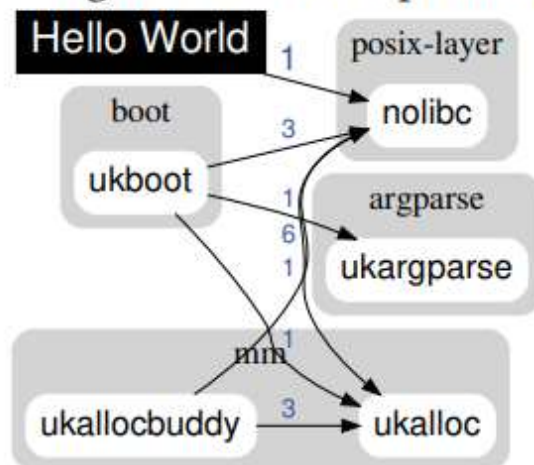 Hello World
posix-layer
1
nolibc
boot
3
ukboot
argparse
1
6
ukargparse
1
1
mm
ukallocbuddy
3
ukalloc